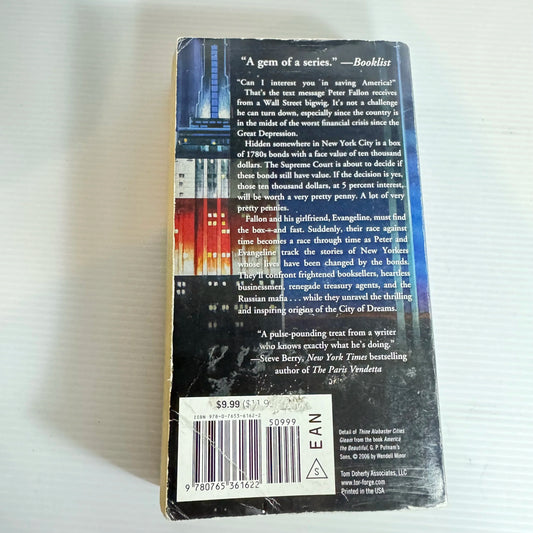 “A gem of a series.” —Booklist
“Can I interest you in saving America?”
That’s the text message Peter Fallon receives
from a Wall Street bigwig. It’s not a challenge
he can turn down, especially since the country is
in the midst of the worst financial crisis since the
Great Depression.
Hidden somewhere in New York City is a box
of 1780s bonds with a face value of ten thousand
dollars. The Supreme Court is about to decide if
these bonds still have value. If the decision is yes,
those ten thousand dollars, at 5 percent interest,
will be worth a very pretty penny. A lot of very
pretty pennies.
Fallon and his girlfriend, Evangeline, must find
the box—and fast. Suddenly, their race against
time becomes a race through time as Peter and
Evangeline track the stories of New Yorkers
whose lives have been changed by the bonds.
They’ll confront frightened booksellers, heartless
businessmen, renegade treasury agents, and the
Russian mafia . . . while they unravel the thrilling
and inspiring origins of the City of Dreams.
“A pulse-pounding treat from a writer
who knows exactly what he’s doing.”
—Steve Berry, New York Times bestselling
author of The Paris Vendetta
$9.99
ISBN 978-0-7653-6162-2
50999
9 780765 361622
S
EAN
Detail of Thine Alabaster Cities
Gleam from the book America
the Beautiful, G. P. Putnam’s
Sons, © 2006 by Wendell Minor
Tom Doherty Associates, LLC
www.tor-forge.com
Printed in the USA